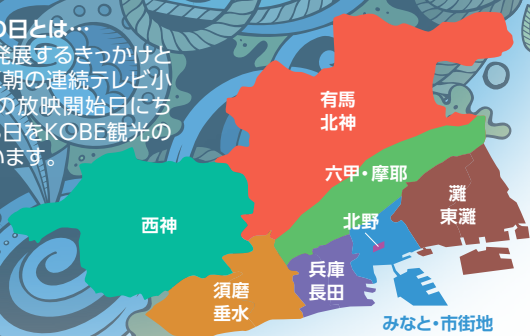 の日とは…
発展するきっかけと
朝の連続テレビ小
の放映開始日にち
日をKOBE観光の
います。
有馬
北神
六甲・摩耶
灘
東灘
北野
西神
兵庫
長田
須磨
垂水
みなと・市街地